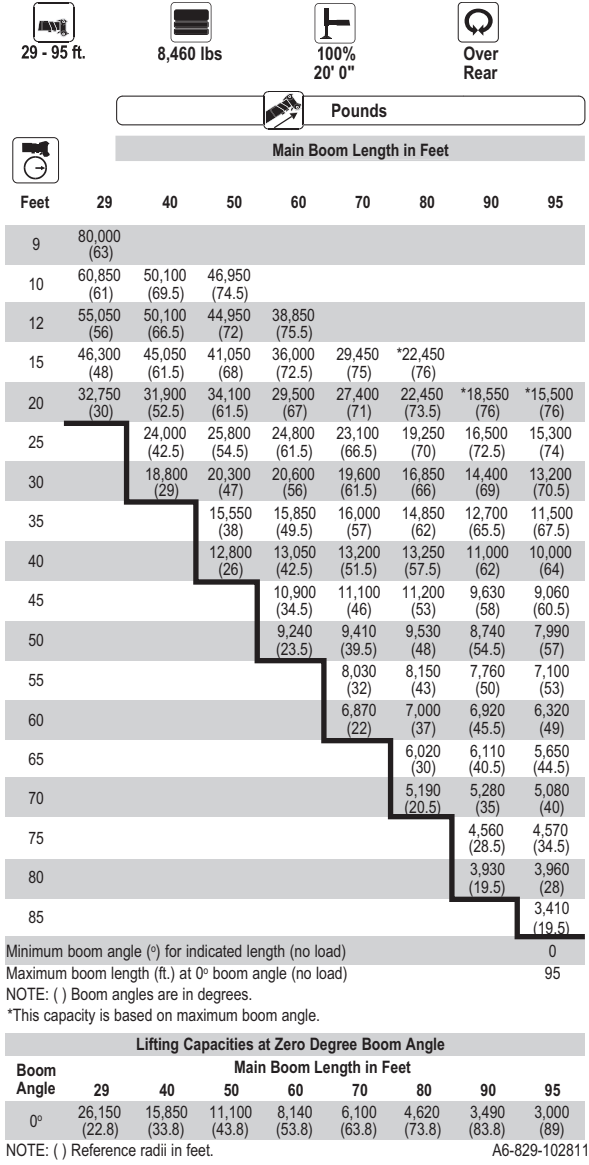 29 - 95 ft. 8,460 lbs 100% Over
20' 0" Rear
Pounds
Main Boom Length in Feet
Feet 29 40 50 60 70 80 90 95
9 80,000
(63)
10 60,850 50,100 46,950
(61) (69.5) (74.5)
12 55,050 50,100 44,950 38,850
(56) (66.5) (72) (75.5)
15 46,300 45,050 41,050 36,000 29,450 *22,450
(48) (61.5) (68) (72.5) (75) (76)
20 32,750 31,900 34,100 29,500 27,400 22,450 *18,550 *15,500
(30) (52.5) (61.5) (67) (71) (73.5) (76) (76)
25 24,000 25,800 24,800 23,100 19,250 16,500 15,300
(42.5) (54.5) (61.5) (66.5) (70) (72.5) (74)
30 18,800 20,300 20,600 19,600 16,850 14,400 13,200
(29) (47) (56) (61.5) (66) (69) (70.5)
35 15,550 15,850 16,000 14,850 12,700 11,500
(38) (49.5) (57) (62) (65.5) (67.5)
40 12,800 13,050 13,200 13,250 11,000 10,000
(26) (42.5) (51.5) (57.5) (62) (64)
45 10,900 11,100 11,200 9,630 9,060
(34.5) (46) (53) (58) (60.5)
50 9,240 9,410 9,530 8,740 7,990
(23.5) (39.5) (48) (54.5) (57)
55 8,030 8,150 7,760 7,100
(32) (43) (50) (53)
60 6,870 7,000 6,920 6,320
(22) (37) (45.5) (49)
65 6,020 6,110 5,650
(30) (40.5) (44.5)
70 5,190 5,280 5,080
(20.5) (35) (40)
75 4,560 4,570
(28.5) (34.5)
80 3,930 3,960
(19.5) (28)
85 3,410
(19.5)
Minimum boom angle (º) for indicated length (no load) 0
Maximum boom length (ft.) at 0º boom angle (no load) 95
NOTE: ( ) Boom angles are in degrees.
*This capacity is based on maximum boom angle.
Lifting Capacities at Zero Degree Boom Angle
Boom Main Boom Length in Feet
Angle 29 40 50 60 70 80 90 95
0º 26,150 15,850 11,100 8,140 6,100 4,620 3,490 3,000
(22.8) (33.8) (43.8) (53.8) (63.8) (73.8) (83.8) (89)
NOTE: ( ) Reference radii in feet. A6-829-102811